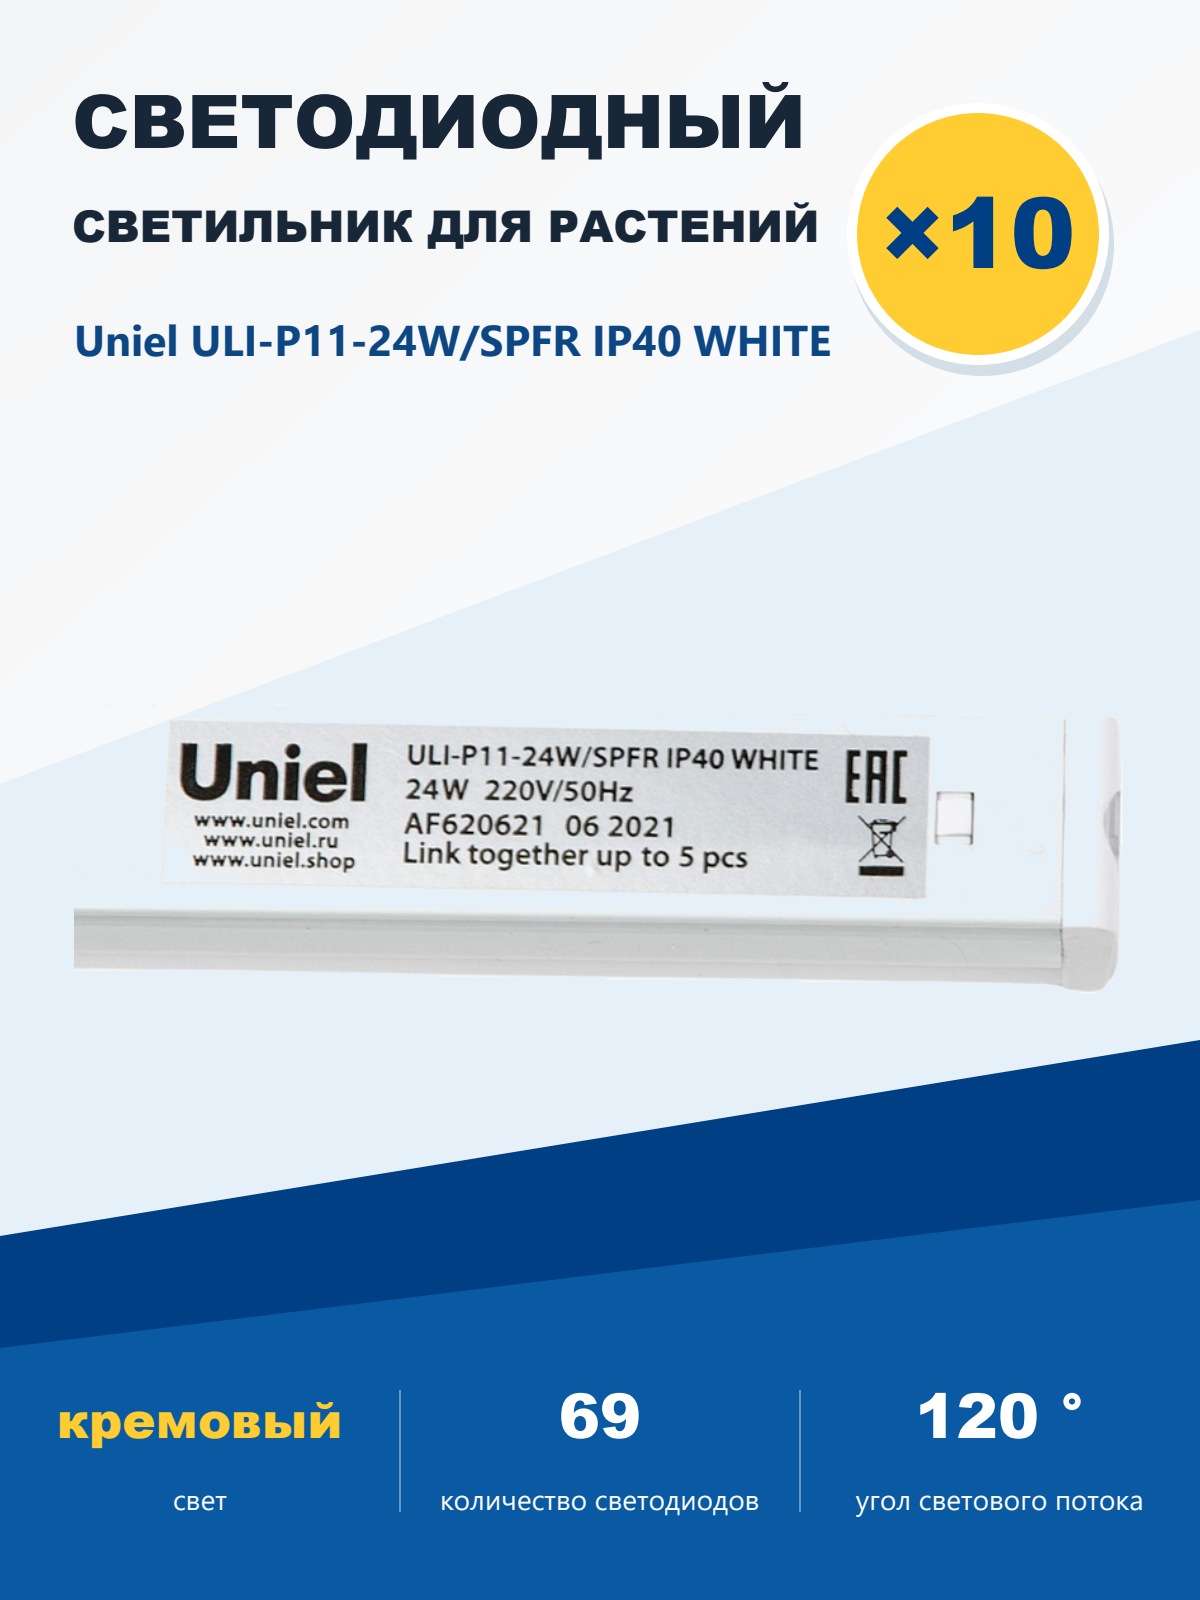 СВЕТОДИОДНЫЙ
СВЕТИЛЬНИК ДЛЯ РАСТЕНИЙ
×10
Uniel ULI-P11-24W/SPFR IP40 WHITE
Uniel
www.uniel.com
www.uniel.ru
www.uniel.shop
ULI-P11-24W/SPFR IP40 WHITE
24W 220V/50Hz
AF620621 06 2021
Link together up to 5 pcs
EAC
кремовый
свет
69
количество светодиодов
120 °
угол светового потока